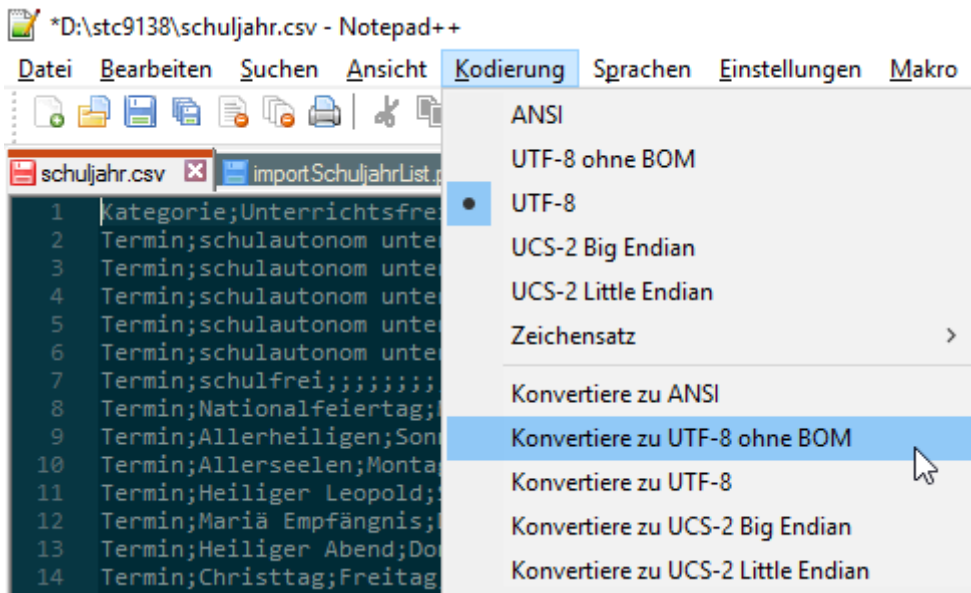 *D:\stc9138\schuljahr.csv - Notepad++
Datei Bearbeiten Suchen Ansicht Kodierung Sprachen Einstellungen Makro
schuljahr.csv importSchuljahrList.
ANSI
UTF-8 ohne BOM
UTF-8
UCS-2 Big Endian
UCS-2 Little Endian
Zeichensatz
Konvertiere zu ANSI
Konvertiere zu UTF-8 ohne BOM
Konvertiere zu UTF-8
Konvertiere zu UCS-2 Big Endian
Konvertiere zu UCS-2 Little Endian
1 Kategorie;Unterrichtsfrei
2 Termin;schulautonom unter
3 Termin;schulautonom unter
4 Termin;schulautonom unter
5 Termin;schulautonom unter
6 Termin;schulautonom unter
7 Termin;schulfrei;;;;;;;;
8 Termin;Nationalfeiertag;
9 Termin;Allerheiligen;Son
10 Termin;Allerseelen;Monta
11 Termin;Heiliger Leopold;
12 Termin;Mariä Empfängnis;
13 Termin;Heiliger Abend;Do
14 Termin;Christtag;Freitag